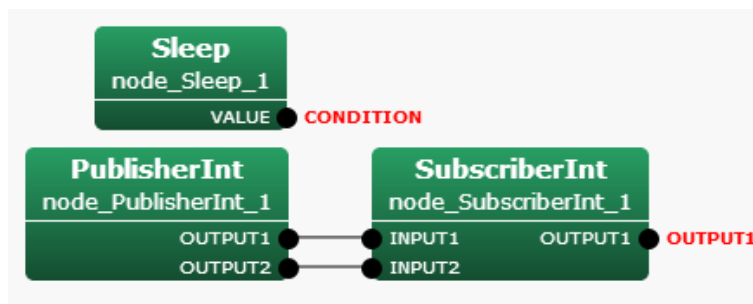 Sleep
node_Sleep_1
VALUE CONDITION
PublisherInt
node_PublisherInt_1
OUTPUT1
OUTPUT2
SubscriberInt
node_SubscriberInt_1
INPUT1 OUTPUT1 OUTPUT1
INPUT2